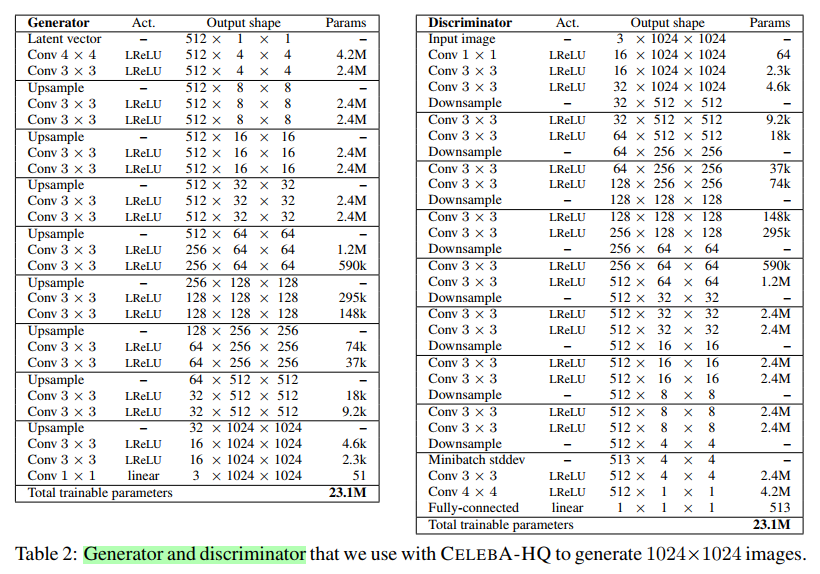 Generator Act. Output shape Params
Latent vector – 512 × 1 × 1 –
Conv 4 × 4 LReLU 512 × 4 × 4 4.2M
Conv 3 × 3 LReLU 512 × 4 × 4 2.4M
Upsample – 512 × 8 × 8 –
Conv 3 × 3 LReLU 512 × 8 × 8 2.4M
Conv 3 × 3 LReLU 512 × 8 × 8 2.4M
Upsample – 512 × 16 × 16 –
Conv 3 × 3 LReLU 512 × 16 × 16 2.4M
Conv 3 × 3 LReLU 512 × 16 × 16 2.4M
Upsample – 512 × 32 × 32 –
Conv 3 × 3 LReLU 512 × 32 × 32 2.4M
Conv 3 × 3 LReLU 512 × 32 × 32 2.4M
Upsample – 512 × 64 × 64 –
Conv 3 × 3 LReLU 256 × 64 × 64 1.2M
Conv 3 × 3 LReLU 256 × 64 × 64 590k
Upsample – 256 × 128 × 128 –
Conv 3 × 3 LReLU 128 × 128 × 128 295k
Conv 3 × 3 LReLU 128 × 128 × 128 148k
Upsample – 128 × 256 × 256 –
Conv 3 × 3 LReLU 64 × 256 × 256 74k
Conv 3 × 3 LReLU 64 × 256 × 256 37k
Upsample – 64 × 512 × 512 –
Conv 3 × 3 LReLU 32 × 512 × 512 18k
Conv 3 × 3 LReLU 32 × 512 × 512 9.2k
Upsample – 32 × 1024 × 1024 –
Conv 3 × 3 LReLU 16 × 1024 × 1024 4.6k
Conv 3 × 3 LReLU 16 × 1024 × 1024 2.3k
Conv 1 × 1 linear 3 × 1024 × 1024 51
Total trainable parameters 23.1M
Discriminator Act. Output shape Params
Input image – 3 × 1024 × 1024 –
Conv 1 × 1 LReLU 16 × 1024 × 1024 64
Conv 3 × 3 LReLU 16 × 1024 × 1024 2.3k
Conv 3 × 3 LReLU 32 × 1024 × 1024 4.6k
Downsample – 32 × 512 × 512 –
Conv 3 × 3 LReLU 32 × 512 × 512 9.2k
Conv 3 × 3 LReLU 64 × 512 × 512 18k
Downsample – 64 × 256 × 256 –
Conv 3 × 3 LReLU 64 × 256 × 256 37k
Conv 3 × 3 LReLU 128 × 256 × 256 74k
Downsample – 128 × 128 × 128 –
Conv 3 × 3 LReLU 128 × 128 × 128 148k
Conv 3 × 3 LReLU 256 × 128 × 128 295k
Downsample – 256 × 64 × 64 –
Conv 3 × 3 LReLU 256 × 64 × 64 590k
Conv 3 × 3 LReLU 512 × 64 × 64 1.2M
Downsample – 512 × 32 × 32 –
Conv 3 × 3 LReLU 512 × 32 × 32 2.4M
Conv 3 × 3 LReLU 512 × 32 × 32 2.4M
Downsample – 512 × 16 × 16 –
Conv 3 × 3 LReLU 512 × 16 × 16 2.4M
Conv 3 × 3 LReLU 512 × 16 × 16 2.4M
Downsample – 512 × 8 × 8 –
Conv 3 × 3 LReLU 512 × 8 × 8 2.4M
Conv 3 × 3 LReLU 512 × 8 × 8 2.4M
Downsample – 512 × 4 × 4 –
Minibatch stddev – 513 × 4 × 4 –
Conv 3 × 3 LReLU 512 × 4 × 4 2.4M
Conv 4 × 4 LReLU 512 × 1 × 1 4.2M
Fully-connected linear 1 × 1 × 1 513
Total trainable parameters 23.1M
Table 2: Generator and discriminator that we use with CELEBA-HQ to generate 1024×1024 images.